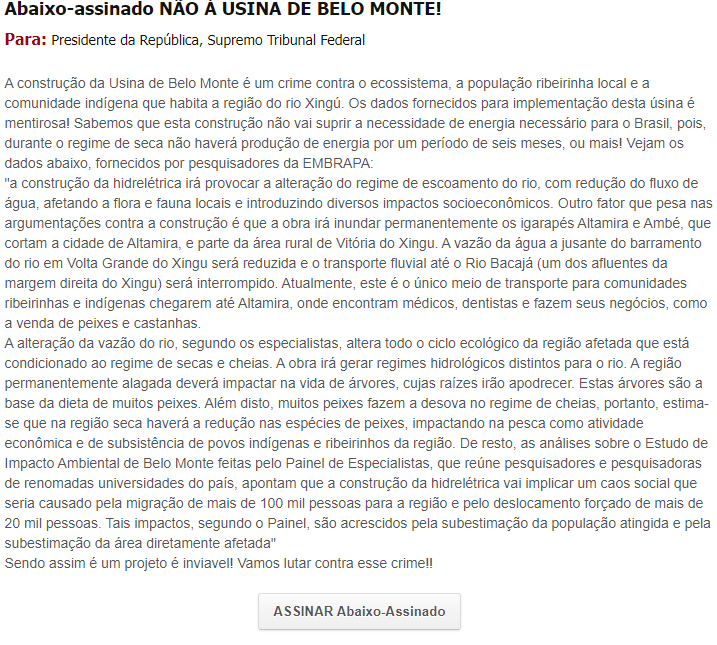 Abaixo-assinado NÃO Á USINA DE BELO MONTE!
Para: Presidente da República, Supremo Tribunal Federal
A construção da Usina de Belo Monte é um crime contra o ecossistema, a população ribeirinha local e a
comunidade indígena que habita a região do rio Xingú. Os dados fornecidos para implementação desta úsina é
mentirosa! Sabemos que esta construção não vai suprir a necessidade de energia necessário para o Brasil, pois,
durante o regime de seca não haverá produção de energia por um período de seis meses, ou mais! Vejam os
dados abaixo, fornecidos por pesquisadores da EMBRAPA:
"a construção da hidrelétrica irá provocar a alteração do regime de escoamento do rio, com redução do fluxo de
água, afetando a flora e fauna locais e introduzindo diversos impactos socioeconômicos. Outro fator que pesa nas
argumentações contra a construção é que a obra irá inundar permanentemente os igarapés Altamira e Ambé, que
cortam a cidade de Altamira, e parte da área rural de Vitória do Xingu. A vazão da água a jusante do barramento
do rio em Volta Grande do Xingu será reduzida e o transporte fluvial até o Rio Bacajá (um dos afluentes da
margem direita do Xingu) será interrompido. Atualmente, este é o único meio de transporte para comunidades
ribeirinhas e indígenas chegarem até Altamira, onde encontram médicos, dentistas e fazem seus negócios, como
a venda de peixes e castanhas.
A alteração da vazão do rio, segundo os especialistas, altera todo o ciclo ecológico da região afetada que está
condicionado ao regime de secas e cheias. A obra irá gerar regimes hidrológicos distintos para o rio. A região
permanentemente alagada deverá impactar na vida de árvores, cujas raízes irão apodrecer. Estas árvores são a
base da dieta de muitos peixes. Além disto, muitos peixes fazem a desova no regime de cheias, portanto, estima-
se que na região seca haverá a redução nas espécies de peixes, impactando na pesca como atividade
econômica e de subsistência de povos indígenas e ribeirinhos da região. De resto, as análises sobre o Estudo de
Impacto Ambiental de Belo Monte feitas pelo Painel de Especialistas, que reúne pesquisadores e pesquisadoras
de renomadas universidades do país, apontam que a construção da hidrelétrica vai implicar um caos social que
seria causado pela migração de mais de 100 mil pessoas para a região e pelo deslocamento forçado de mais de
20 mil pessoas. Tais impactos, segundo o Painel, são acrescidos pela subestimação da população atingida e pela
subestimação da área diretamente afetada"
Sendo assim é um projeto é inviavel! Vamos lutar contra esse crime!!
ASSINAR Abaixo-Assinado